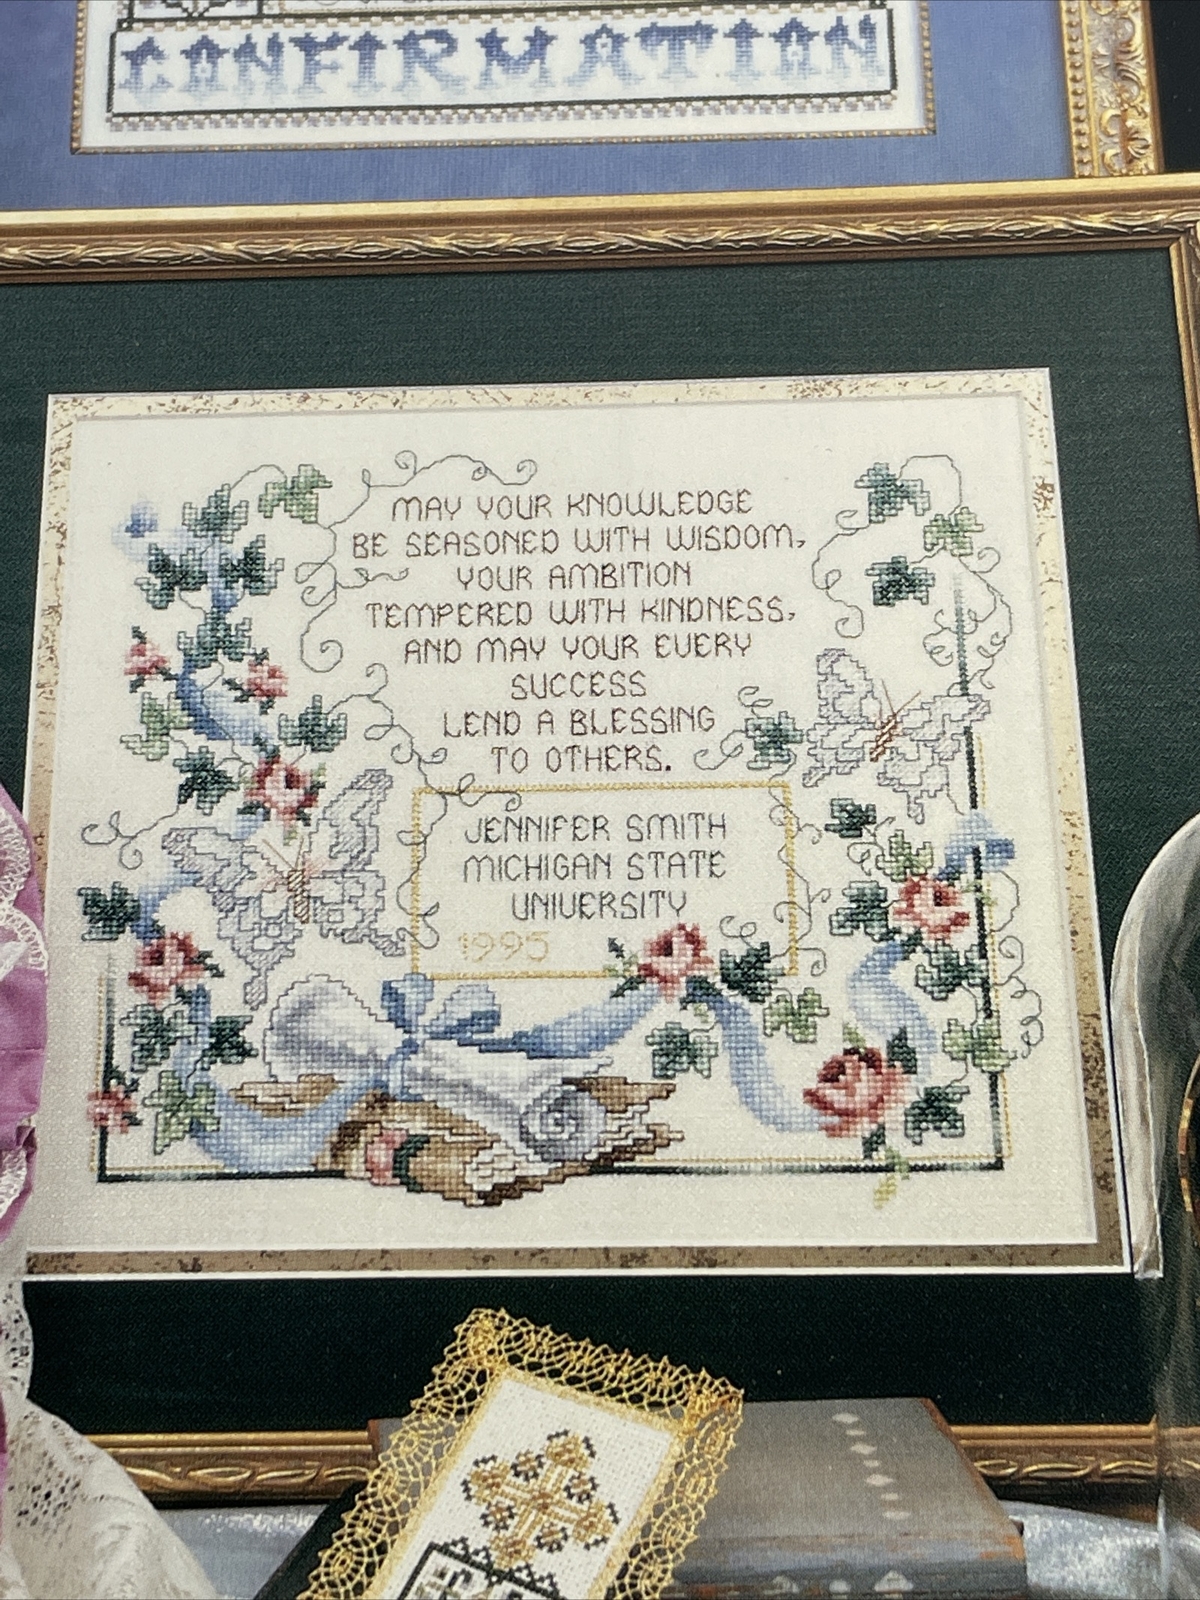 CONFIRMATION
MAY YOUR KNOWLEDGE
BE SEASONED WITH WISDOM,
YOUR AMBITION
TEMPERED WITH KINDNESS,
AND MAY YOUR EVERY
SUCCESS
LEND A BLESSING
TO OTHERS.
JENNIFER SMITH
MICHIGAN STATE
UNIVERSITY
1995